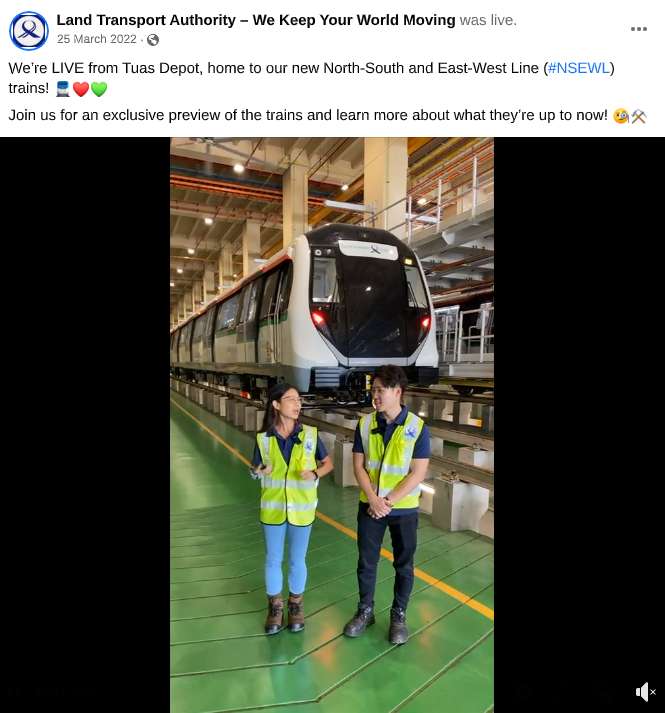 Land Transport Authority – We Keep Your World Moving was live.
25 March 2022 ·
We’re LIVE from Tuas Depot, home to our new North-South and East-West Line (#NSEWL)
trains! 🚆❤️💚
Join us for an exclusive preview of the trains and learn more about what they’re up to now! 🧐⚒️